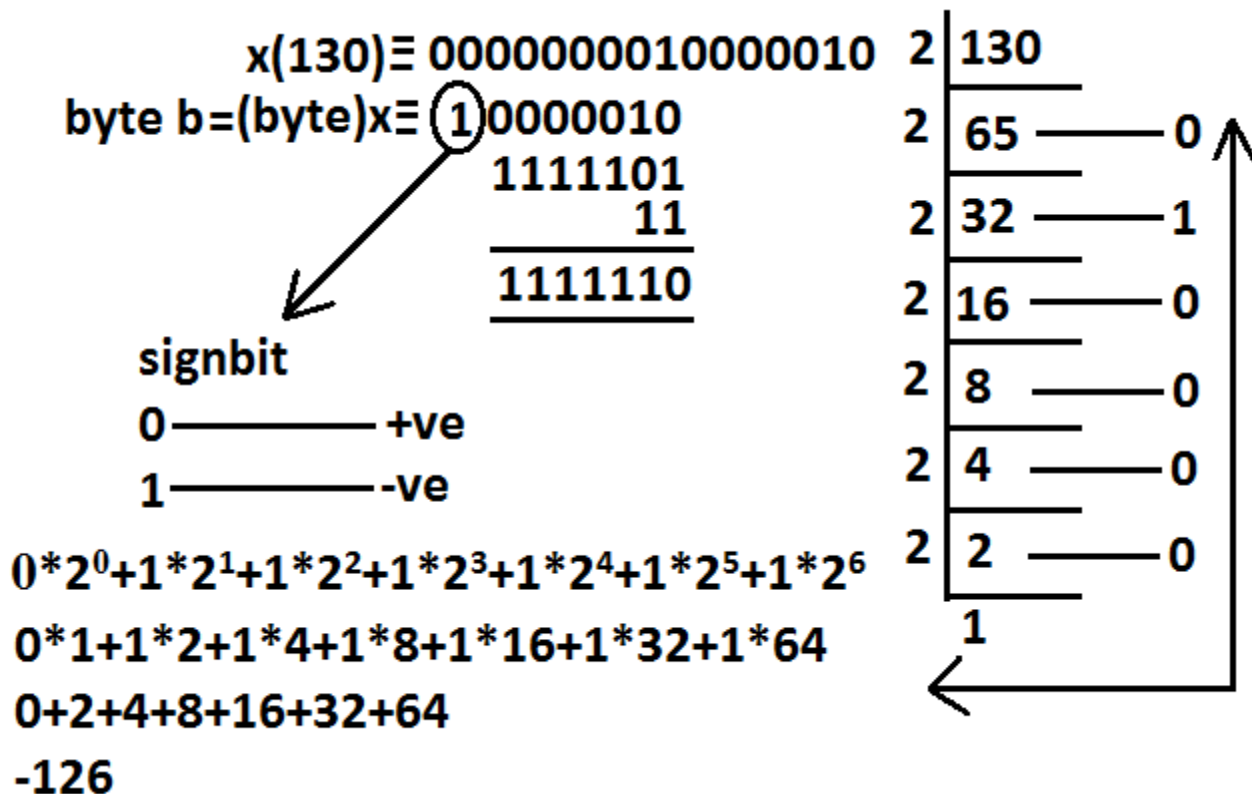 x(130)≡ 0000000010000010
byte b=(byte)x≡ 10000010
1111101
11
1111110
signbit
0 +ve
1 -ve
0*2⁰+1*2¹+1*2²+1*2³+1*2⁴+1*2⁵+1*2⁶
0*1+1*2+1*4+1*8+1*16+1*32+1*64
0+2+4+8+16+32+64
-126
2 130
2 65 0
2 32 1
2 16 0
2 8 0
2 4 0
2 2 0
1